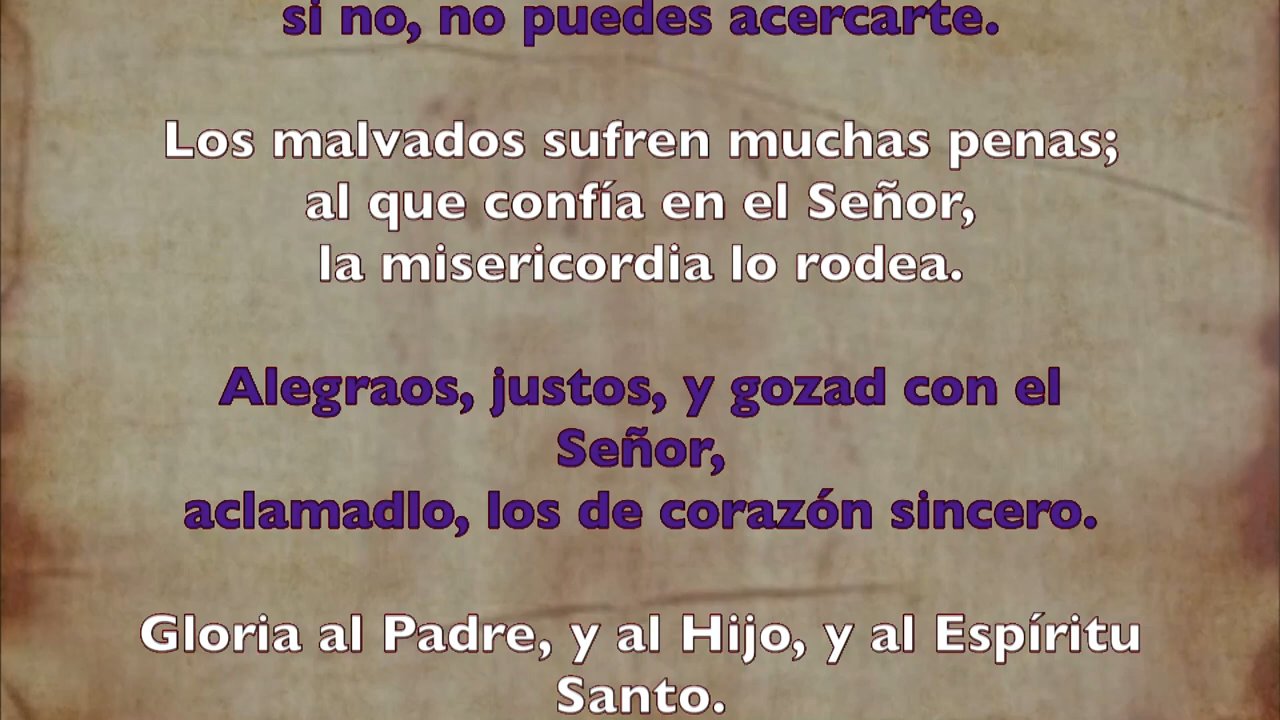 si no, no puedes acercarte.
Los malvados sufren muchas penas;
al que confía en el Señor,
la misericordia lo rodea.
Alegraos, justos, y gozad con el
Señor,
aclamadlo, los de corazón sincero.
Gloria al Padre, y al Hijo, y al Espíritu
Santo.